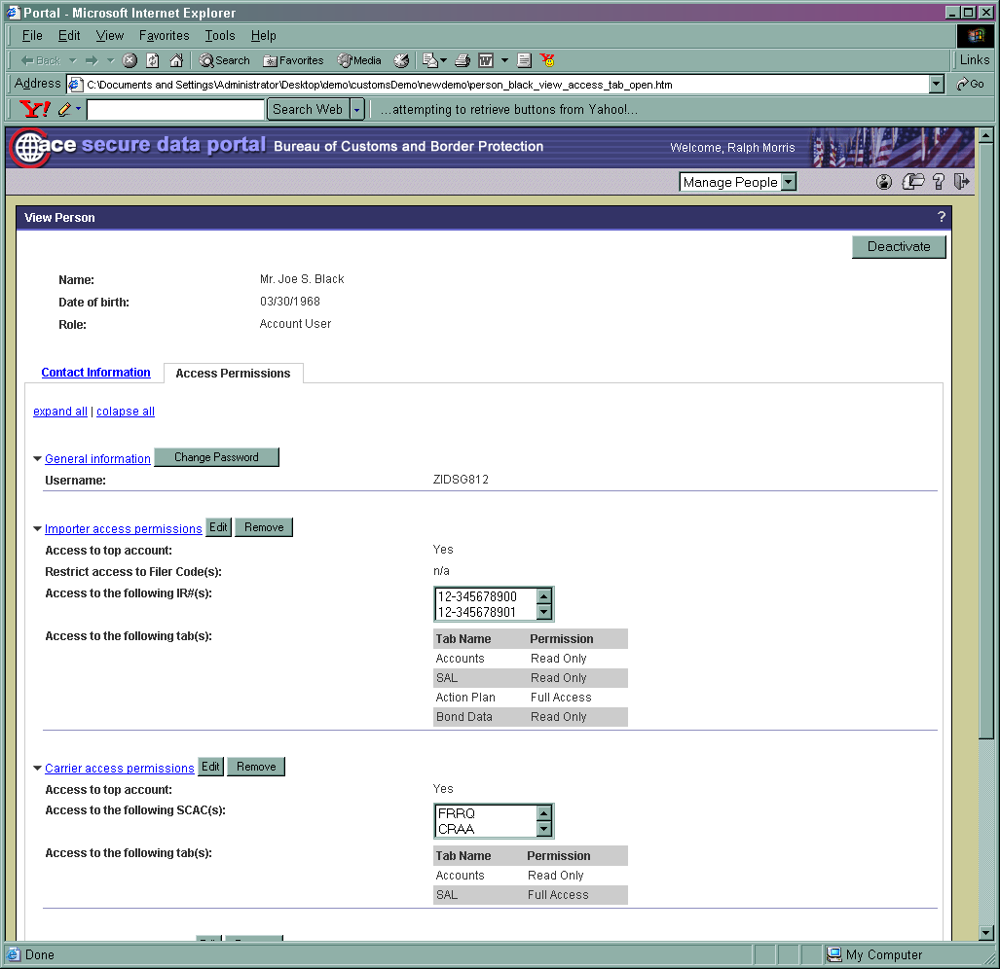 Portal - Microsoft Internet Explorer
File Edit View Favorites Tools Help
Back Search Favorites Media Links
Address C:\Documents and Settings\Administrator\Desktop\demo\customsDemo\newdemo\person_black_view_access_tab_open.htm Go
Y! Search Web ...attempting to retrieve buttons from Yahoo!...
ace secure data portal Bureau of Customs and Border Protection Welcome, Ralph Morris
Manage People ?
View Person ?
Deactivate
Name: Mr. Joe S. Black
Date of birth: 03/30/1968
Role: Account User
Contact Information Access Permissions
expand all | colapse all
General information Change Password
Username: ZIDSG812
Importer access permissions Edit Remove
Access to top account: Yes
Restrict access to Filer Code(s): n/a
Access to the following IR#(s): 12-345678900
12-345678901
Access to the following tab(s): Tab Name Permission
Accounts Read Only
SAL Read Only
Action Plan Full Access
Bond Data Read Only
Carrier access permissions Edit Remove
Access to top account: Yes
Access to the following SCAC(s): FRRQ
CRAA
Access to the following tab(s): Tab Name Permission
Accounts Read Only
SAL Full Access
Done My Computer